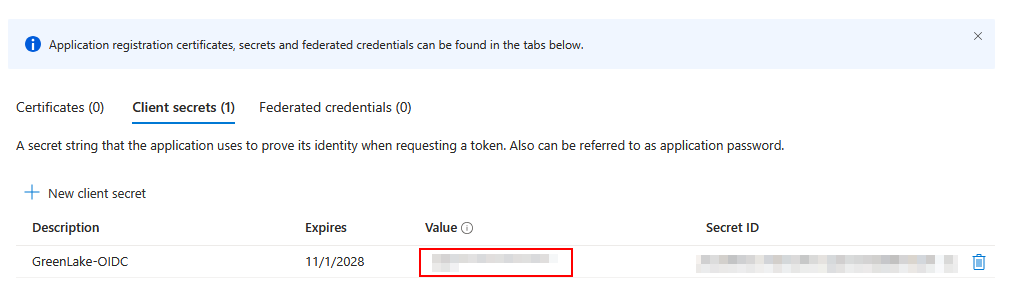 Application registration certificates, secrets and federated credentials can be found in the tabs below.
Certificates (0) Client secrets (1) Federated credentials (0)
A secret string that the application uses to prove its identity when requesting a token. Also can be referred to as application password.
New client secret
Description Expires Value Secret ID
GreenLake-OIDC 11/1/2028